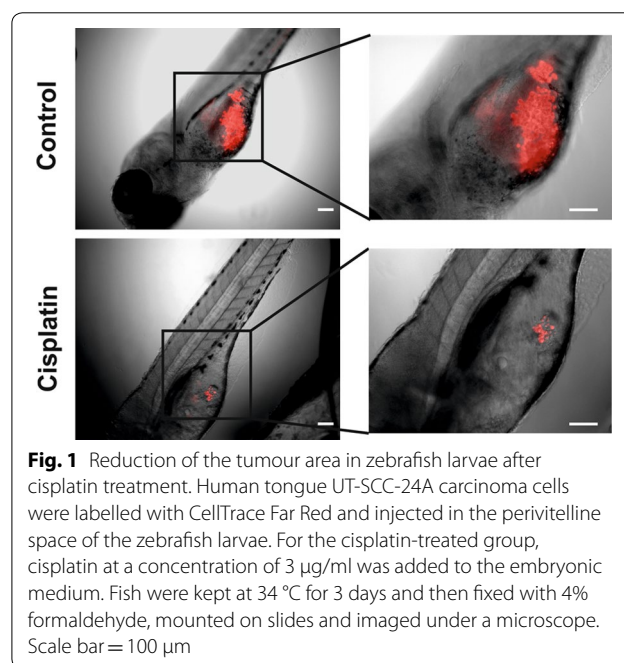 Control
Cisplatin
Fig. 1 Reduction of the tumour area in zebrafish larvae after
cisplatin treatment. Human tongue UT-SCC-24A carcinoma cells
were labelled with CellTrace Far Red and injected in the perivitelline
space of the zebrafish larvae. For the cisplatin-treated group,
cisplatin at a concentration of 3 μg/ml was added to the embryonic
medium. Fish were kept at 34 °C for 3 days and then fixed with 4%
formaldehyde, mounted on slides and imaged under a microscope.
Scale bar = 100 μm